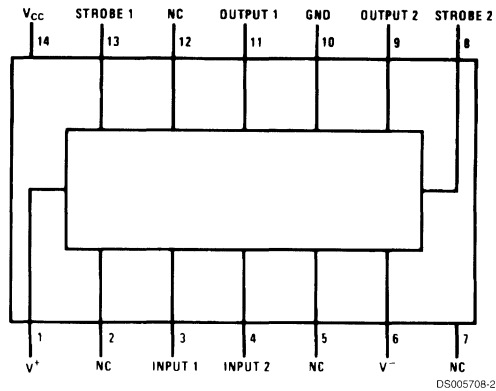 VCC STROBE 1 NC OUTPUT 1 GND OUTPUT 2 STROBE 2
14 13 12 11 10 9 8
1 2 3 4 5 6 7
V+ NC INPUT 1 INPUT 2 NC V− NC
DS005708-2